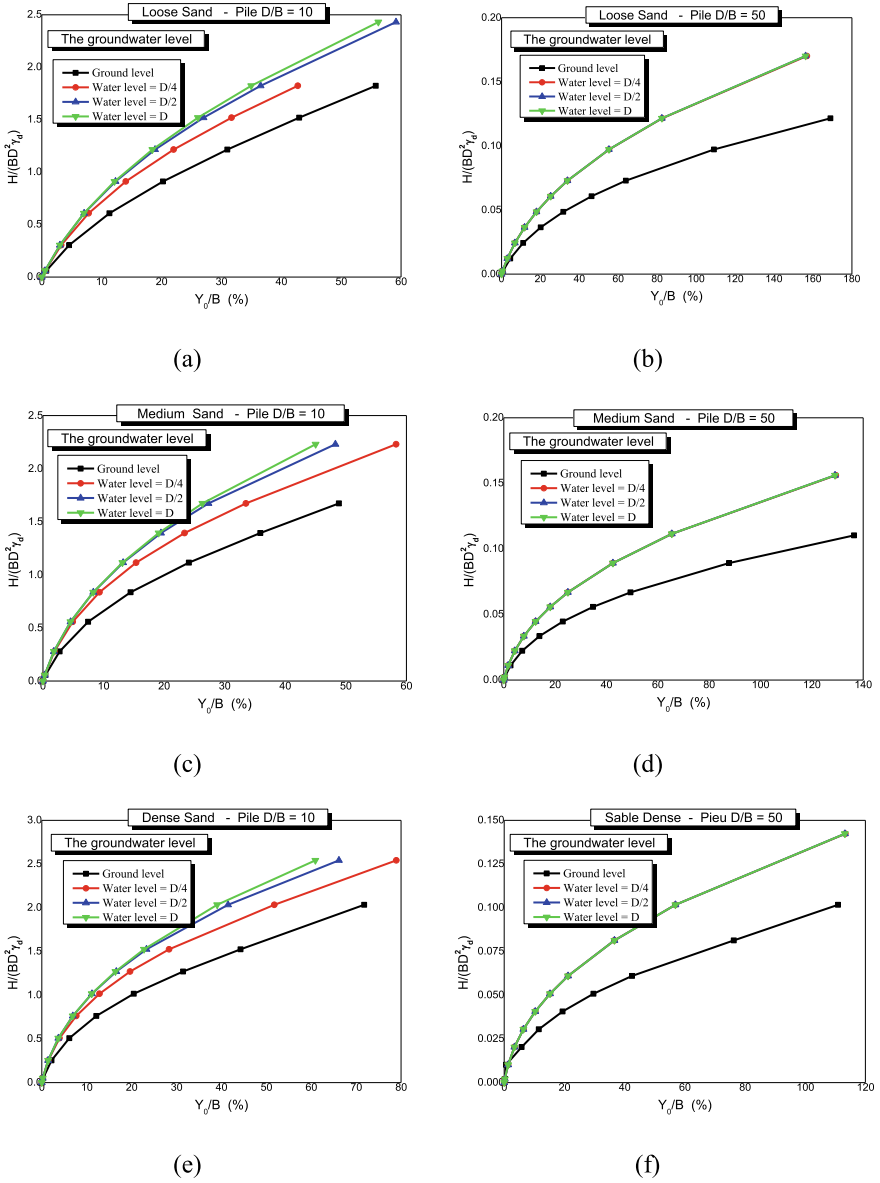 Loose Sand - Pile D/B = 10
The groundwater level
Ground level
Water level = D/4
Water level = D/2
Water level = D
H/(BD²γd)
2.5
2.0
1.5
1.0
0.5
0.0
0 10 20 30 40 50 60
Y0/B (%)
(a)
Loose Sand - Pile D/B = 50
The groundwater level
Ground level
Water level = D/4
Water level = D/2
Water level = D
H/(BD²γd)
0.20
0.15
0.10
0.05
0.00
0 20 40 60 80 100 120 140 160 180
Y0/B (%)
(b)
Medium Sand - Pile D/B = 10
The groundwater level
Ground level
Water level = D/4
Water level = D/2
Water level = D
H/(BD²γd)
2.5
2.0
1.5
1.0
0.5
0.0
0 10 20 30 40 50 60
Y0/B (%)
(c)
Medium Sand - Pile D/B = 50
The groundwater level
Ground level
Water level = D/4
Water level = D/2
Water level = D
H/(BD²γd)
0.20
0.15
0.10
0.05
0.00
0 20 40 60 80 100 120 140
Y0/B (%)
(d)
Dense Sand - Pile D/B = 10
The groundwater level
Ground level
Water level = D/4
Water level = D/2
Water level = D
H/(BD²γd)
3.0
2.5
2.0
1.5
1.0
0.5
0.0
0 10 20 30 40 50 60 70 80
Y0/B (%)
(e)
Sable Dense - Pieu D/B = 50
The groundwater level
Ground level
Water level = D/4
Water level = D/2
Water level = D
H/(BD²γd)
0.150
0.125
0.100
0.075
0.050
0.025
0.000
0 20 40 60 80 100 120
Y0/B (%)
(f)